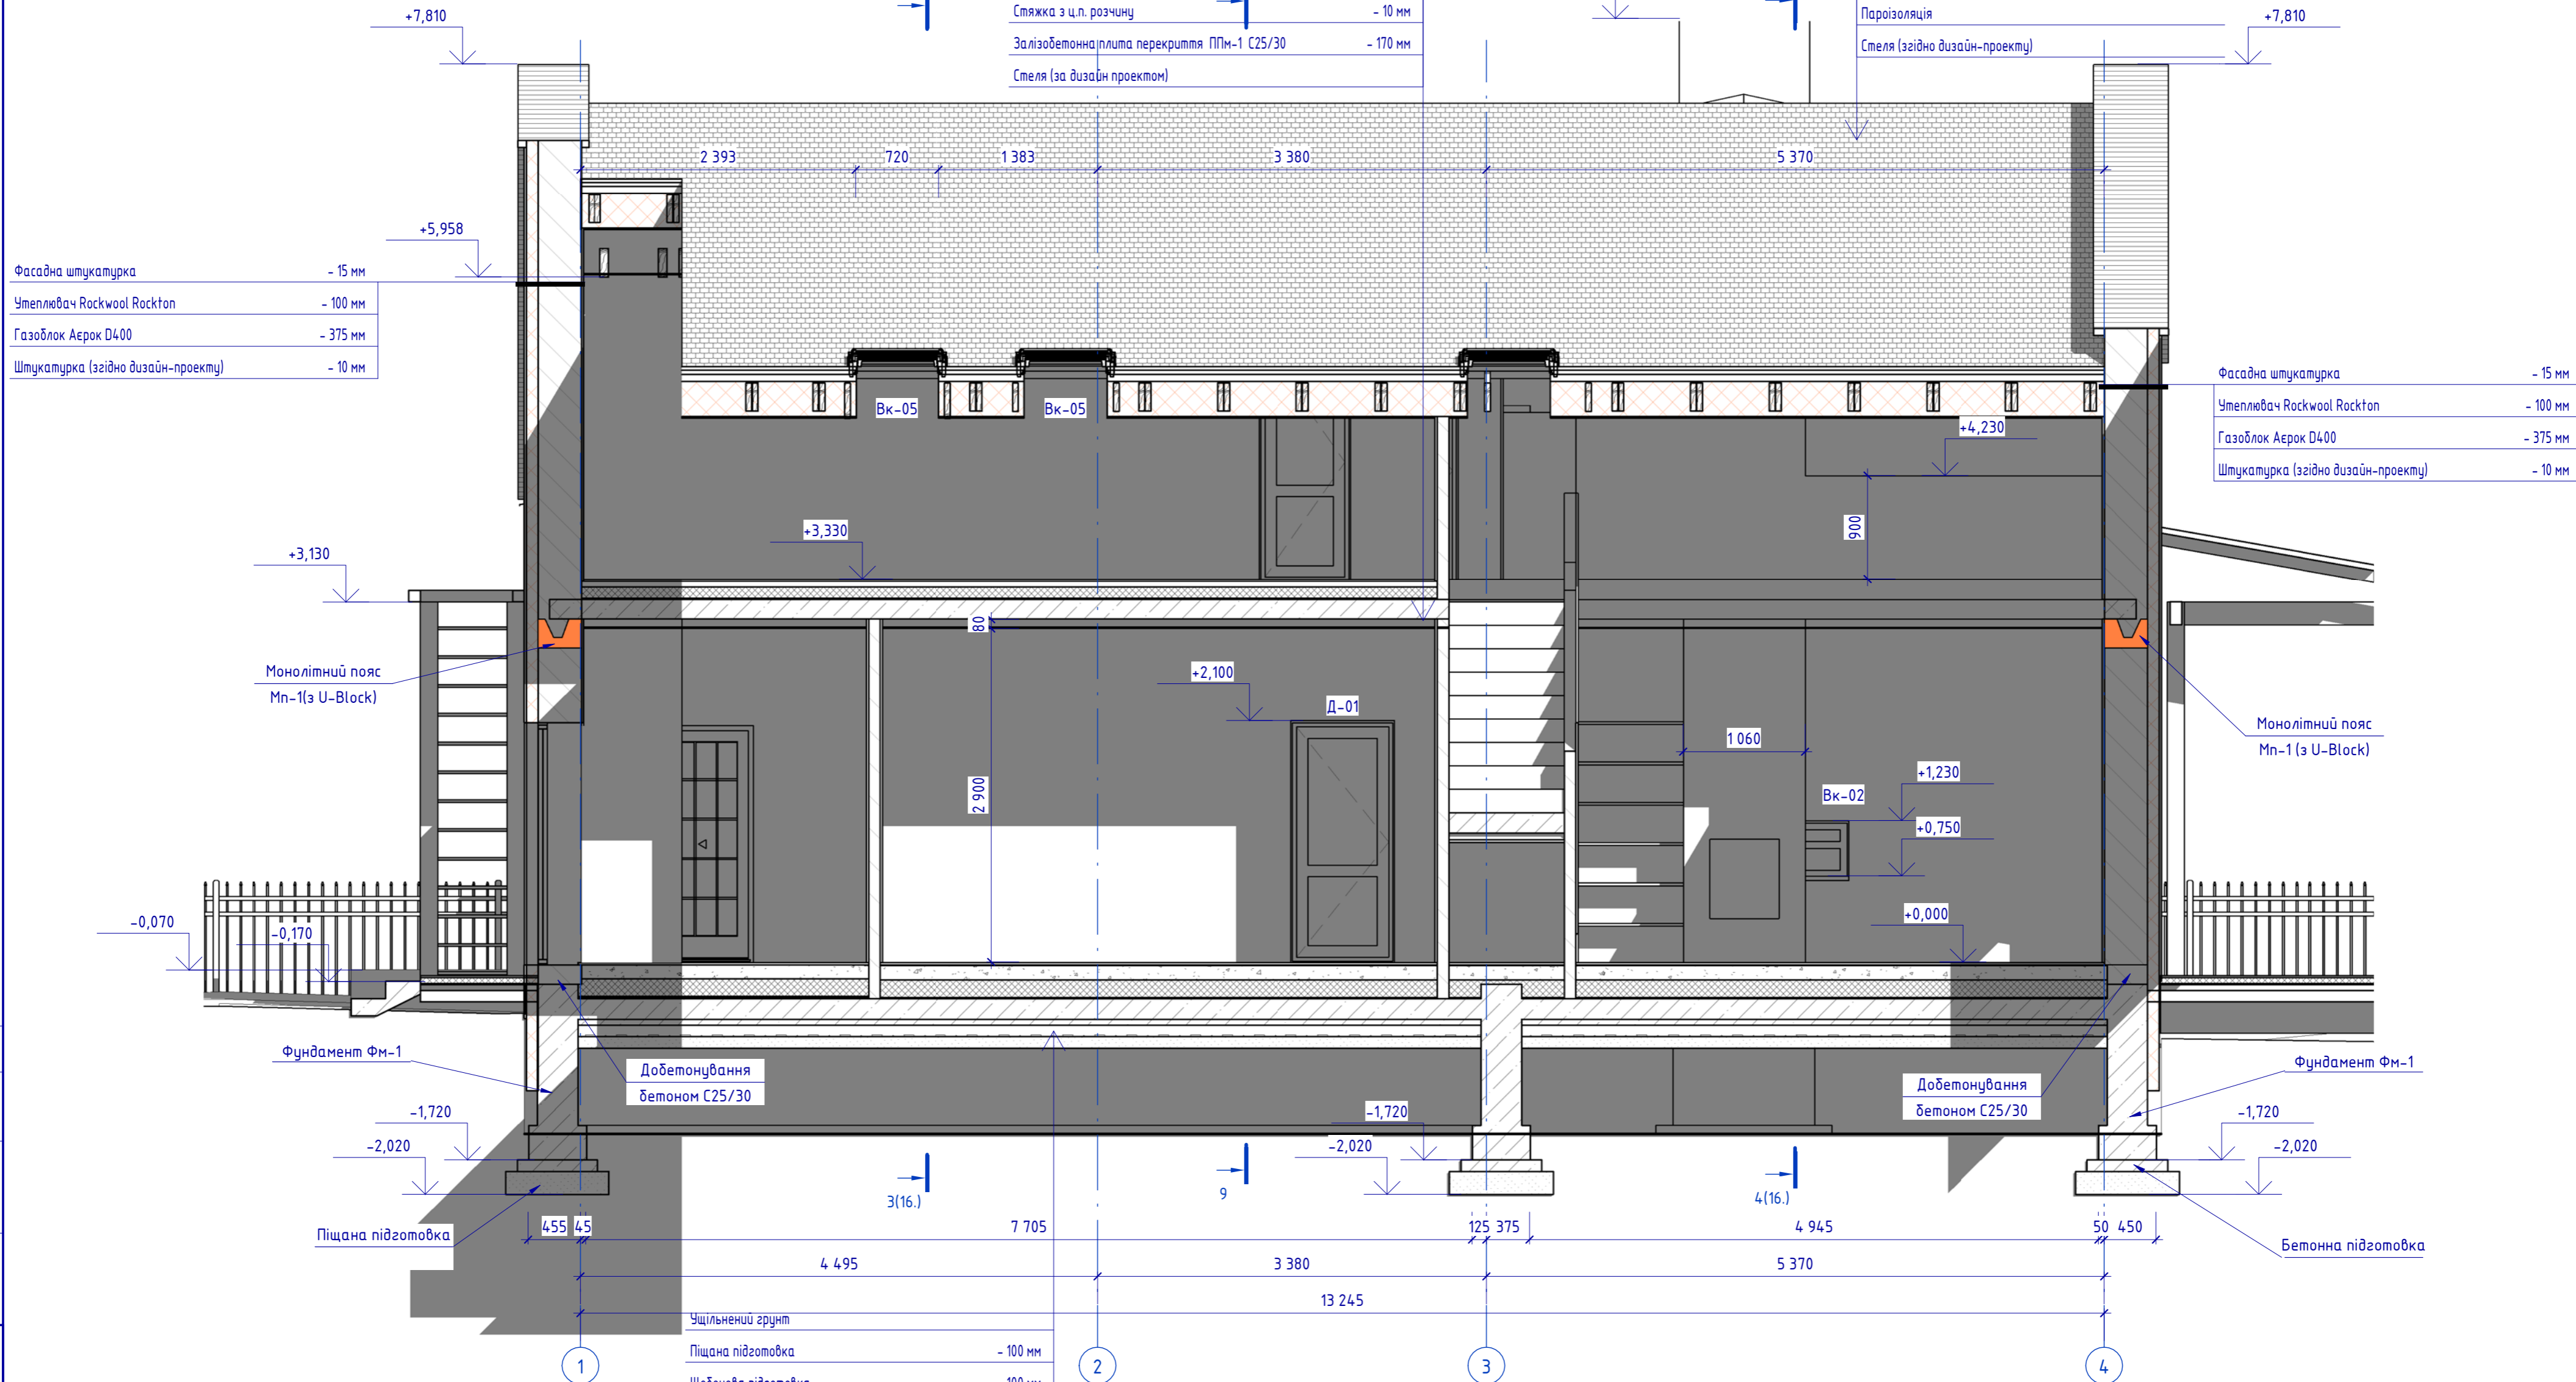 Стяжка з ц.п. розчину - 10 мм
Залізобетонна плита перекриття ППм-1 С25/30 - 170 мм
Стеля (за дизайн проектом)
Пароізоляція
Стеля (згідно дизайн-проекту)
+7,810
+7,810
2 393
720
1 383
3 380
5 370
+5,958
Фасадна штукатурка - 15 мм
Утеплювач Rockwool Rockton - 100 мм
Газоблок Аєрок D400 - 375 мм
Штукатурка (згідно дизайн-проекту) - 10 мм
Фасадна штукатурка - 15 мм
Утеплювач Rockwool Rockton - 100 мм
Газоблок Аєрок D400 - 375 мм
Штукатурка (згідно дизайн-проекту) - 10 мм
Вк-05
Вк-05
+4,230
900
+3,330
+3,130
80
Монолітний пояс
Мп-1(з U-Block)
+2,100
Д-01
2 900
1 060
Вк-02
+1,230
+0,750
+0,000
Монолітний пояс
Мп-1 (з U-Block)
-0,070
-0,170
Фундамент Фм-1
Добетонування
бетоном С25/30
Добетонування
бетоном С25/30
Фундамент Фм-1
-1,720
-2,020
-1,720
-2,020
-1,720
-2,020
3(16.)
9
4(16.)
Піщана підготовка
Бетонна підготовка
455
45
7 705
125
375
4 945
50
450
4 495
3 380
5 370
13 245
Ущільнений грунт
Піщана підготовка - 100 мм
1
2
3
4